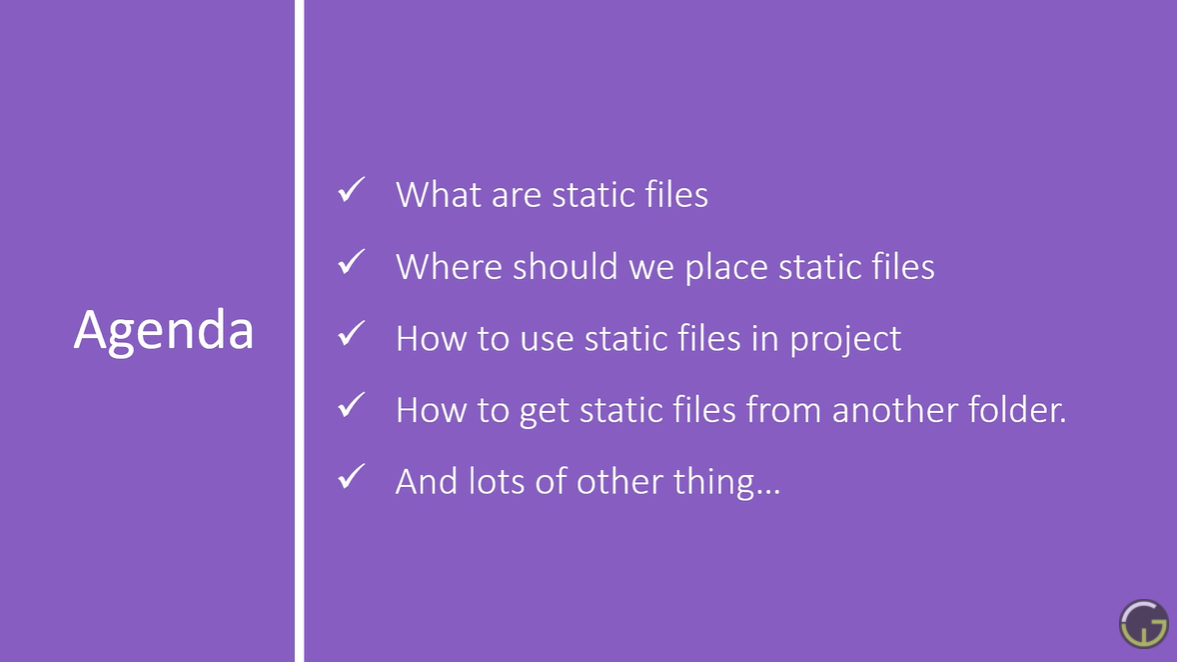 Agenda
What are static files
Where should we place static files
How to use static files in project
How to get static files from another folder.
And lots of other thing...